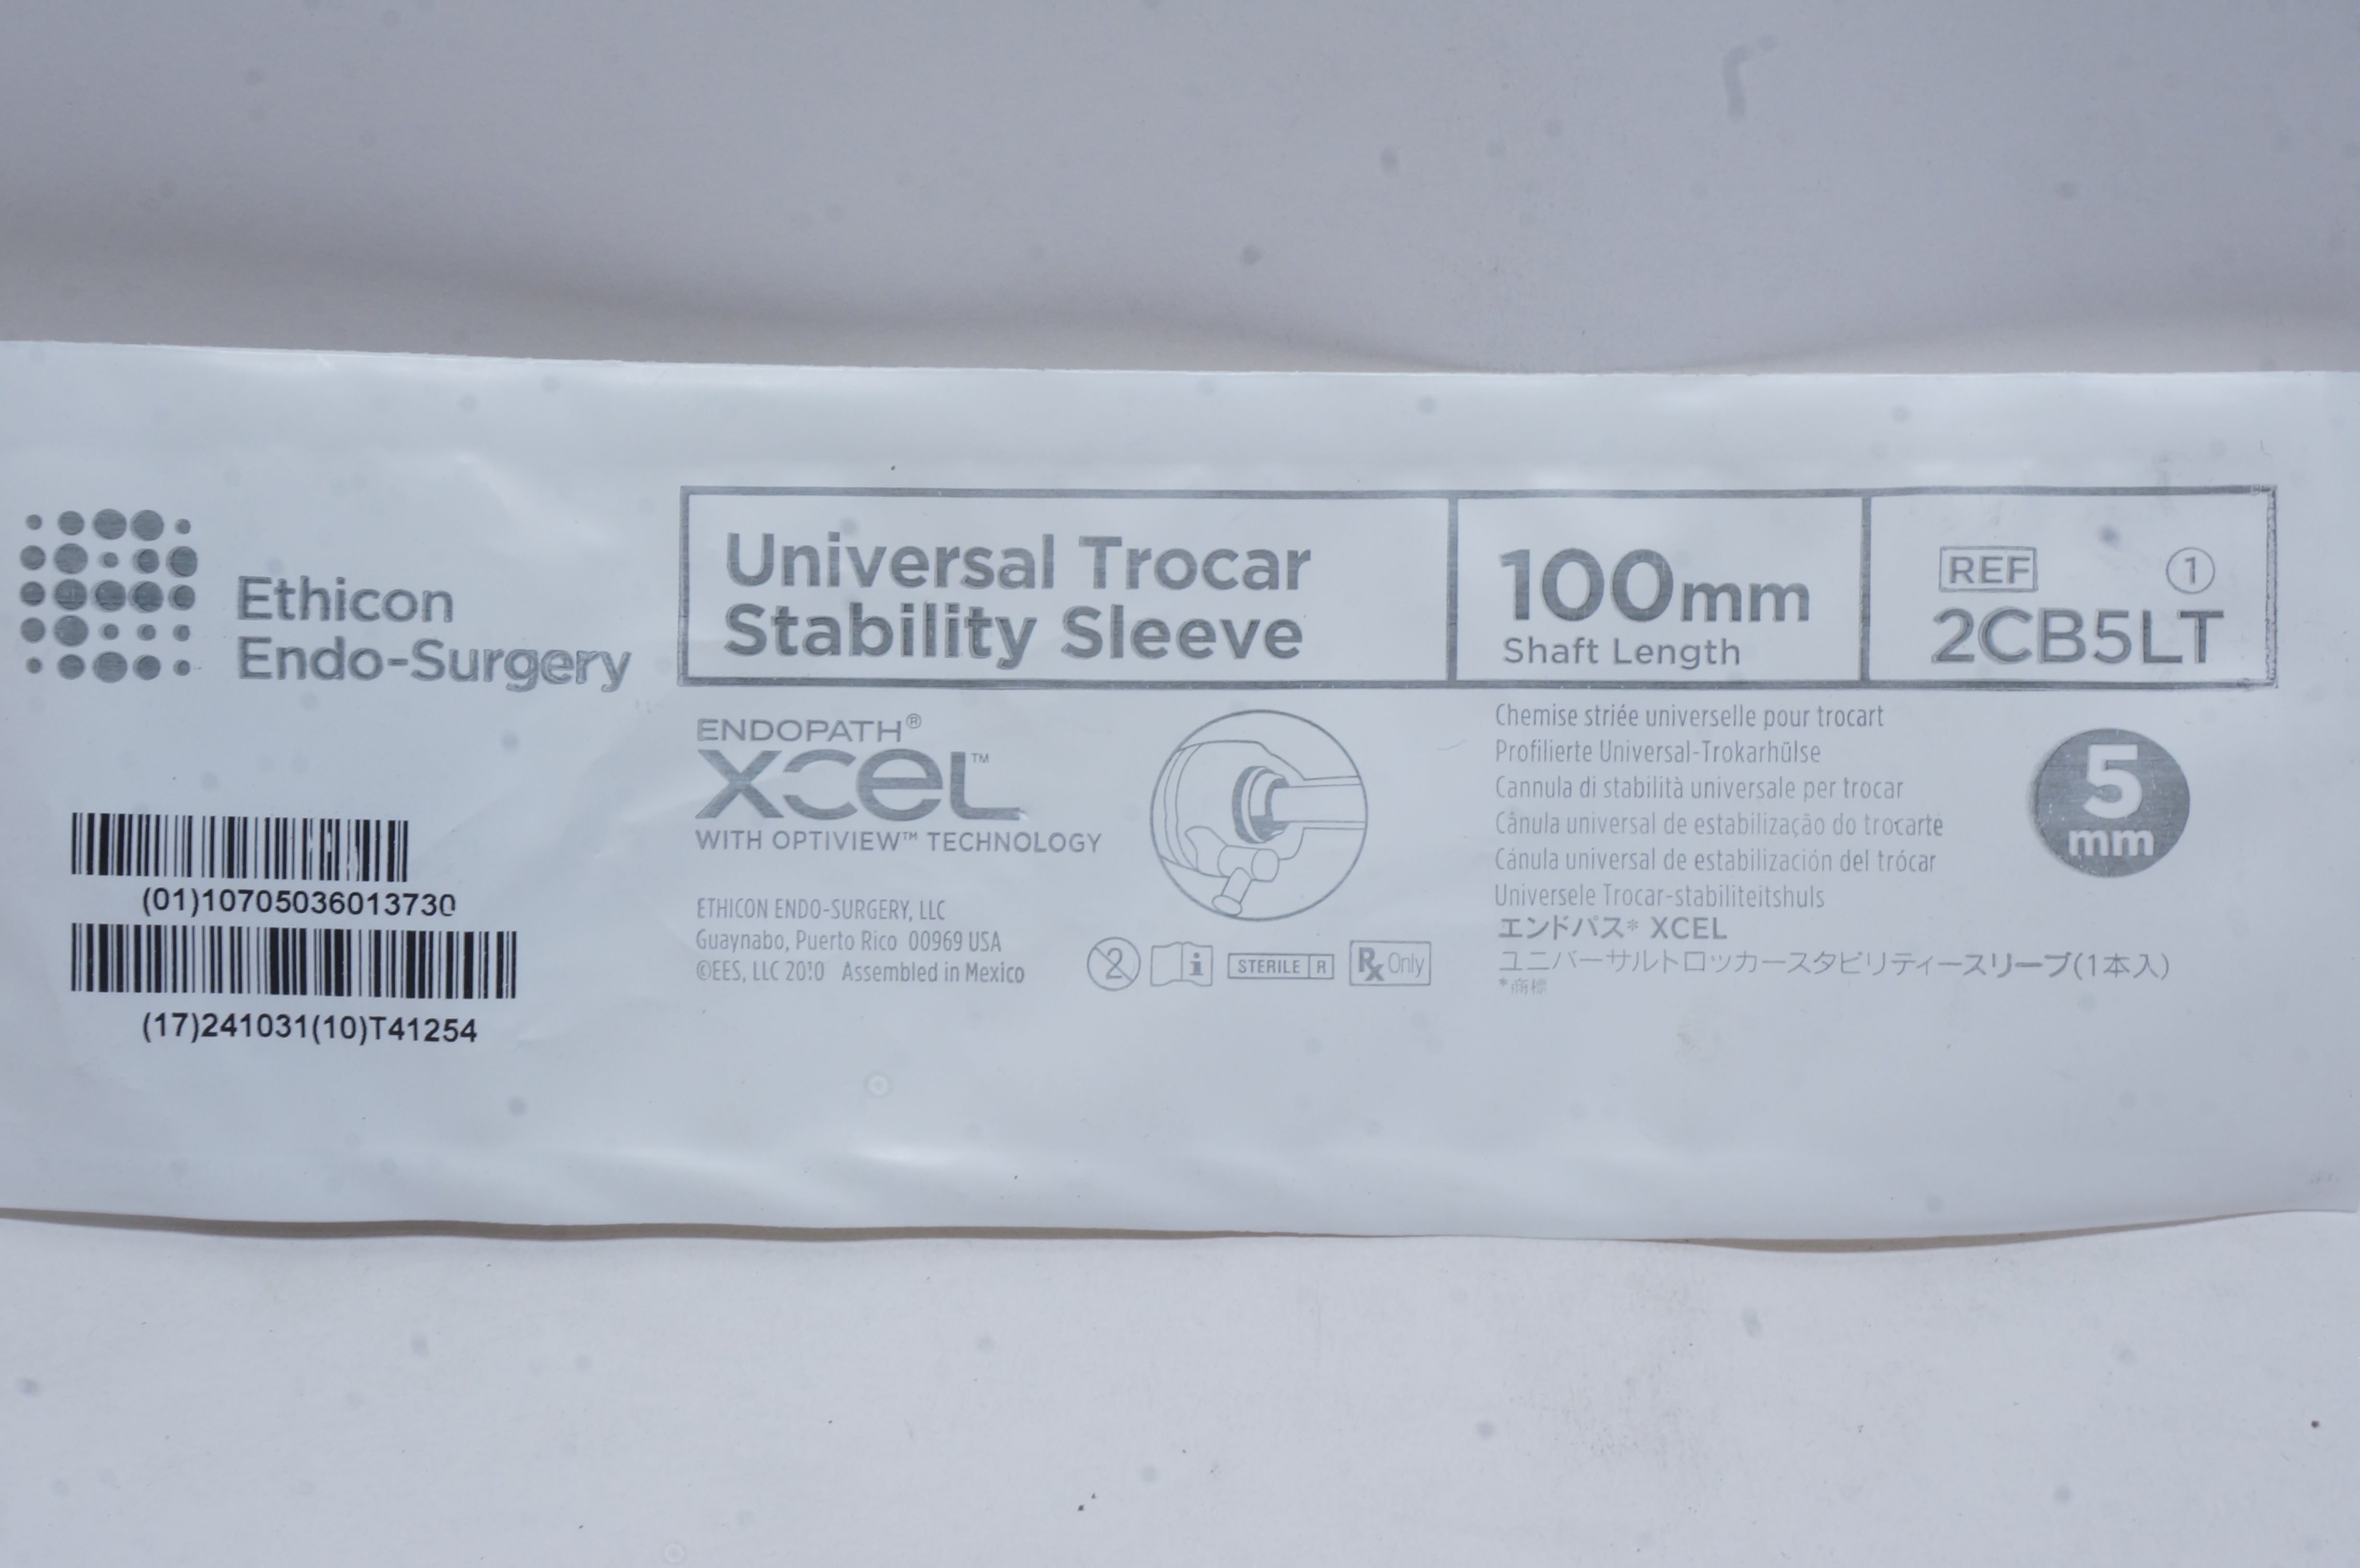 Ethicon
Endo-Surgery
(01)10705036013730
(17)241031(10)T41254
Universal Trocar
Stability Sleeve
100mm
Shaft Length
REF 1
2CB5LT
ENDOPATH®
XCEL™
WITH OPTIVIEW™ TECHNOLOGY
ETHICON ENDO-SURGERY, LLC
Guaynabo, Puerto Rico 00969 USA
©EES, LLC 2010 Assembled in Mexico
2 i STERILE R Rx Only
Chemise striée universelle pour trocart
Profilierte Universal-Trokarhülse
Cannula di stabilità universale per trocar
Cânula universal de estabilização do trocarte
Cánula universal de estabilización del trócar
Universele Trocar-stabiliteitshuls
エンドパス* XCEL
ユニバーサルトロッカースタビリティースリーブ(1本入)
*商標
5
mm